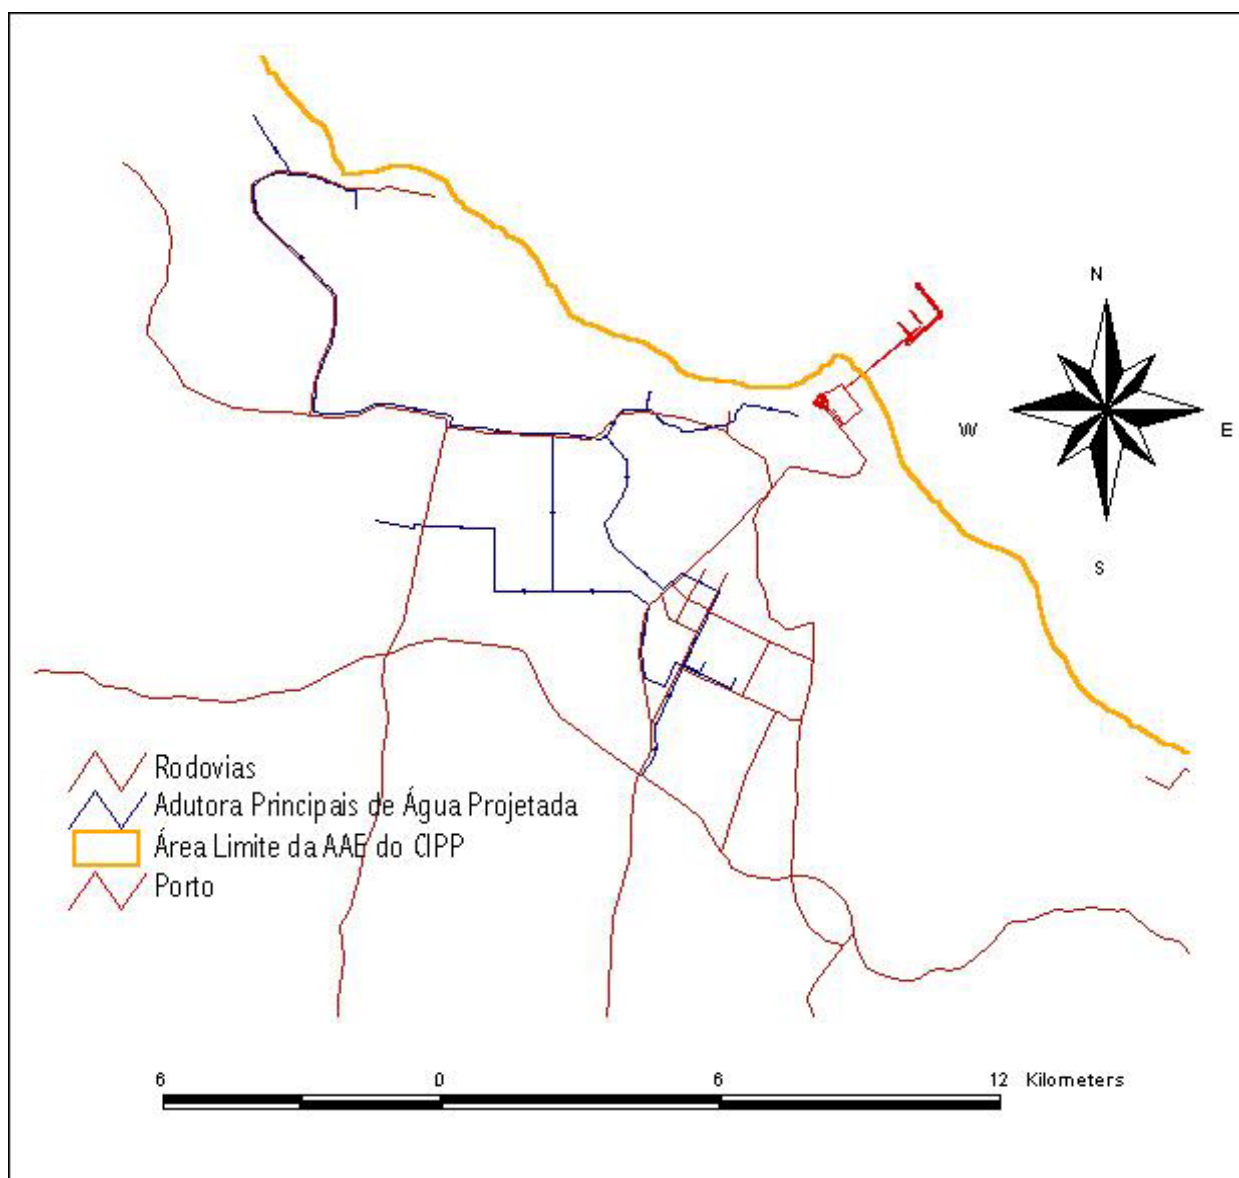 N
W
E
S
Rodovias
Adutora Principais de Água Projetada
Área Limite da AAE do CIPP
Porto
6 0 6 12 Kilometers